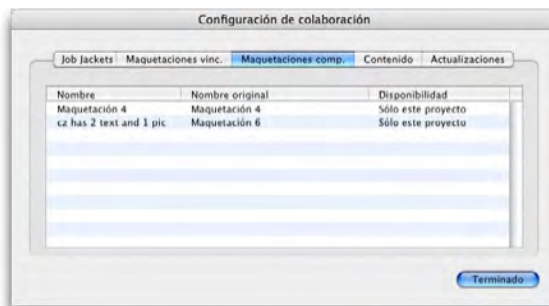 Configuración de colaboración
Job Jackets Maquetaciones vinc. Maquetaciones comp. Contenido Actualizaciones
Nombre Nombre original Disponibilidad
Maquetación 4 Maquetación 4 Sólo este proyecto
cz has 2 text and 1 pic Maquetación 6 Sólo este proyecto
Terminado